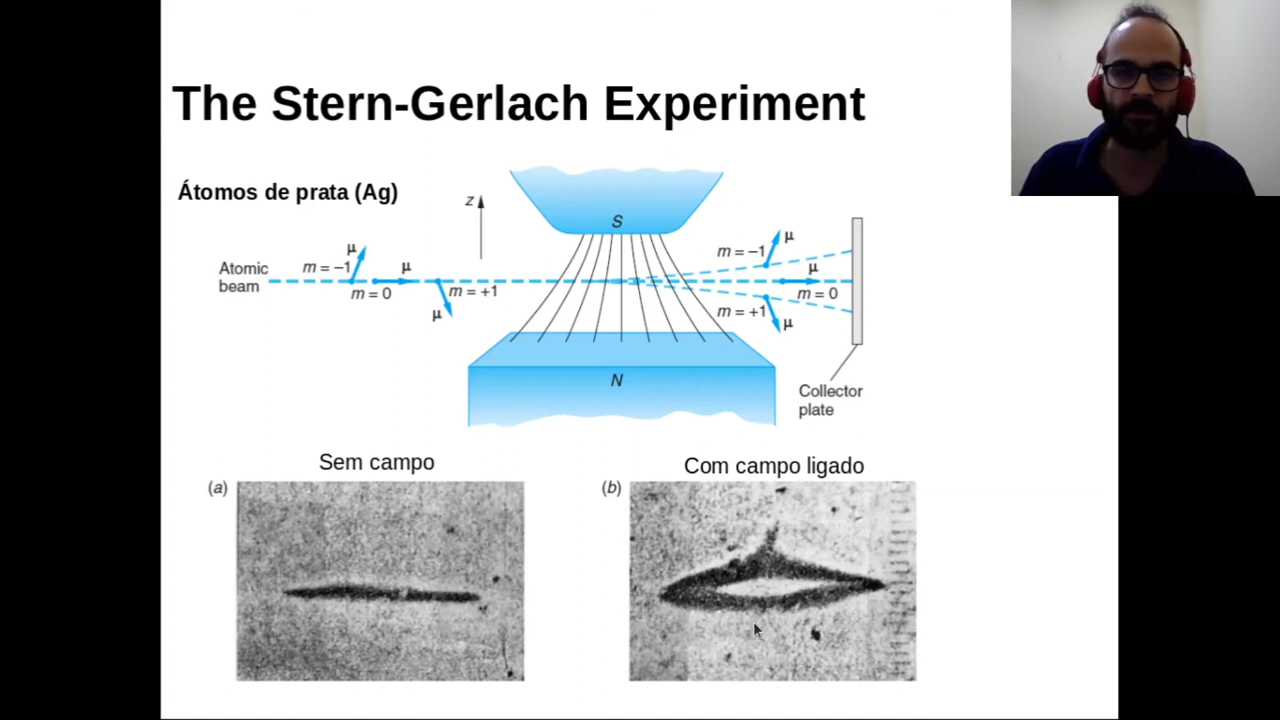 The Stern-Gerlach Experiment
Átomos de prata (Ag)
z
S
μ
m = −1
μ
Atomic
beam
m = −1
μ
μ
m = 0
m = +1
μ
m = 0
m = +1
μ
N
Collector
plate
Sem campo
Com campo ligado
(a)
(b)